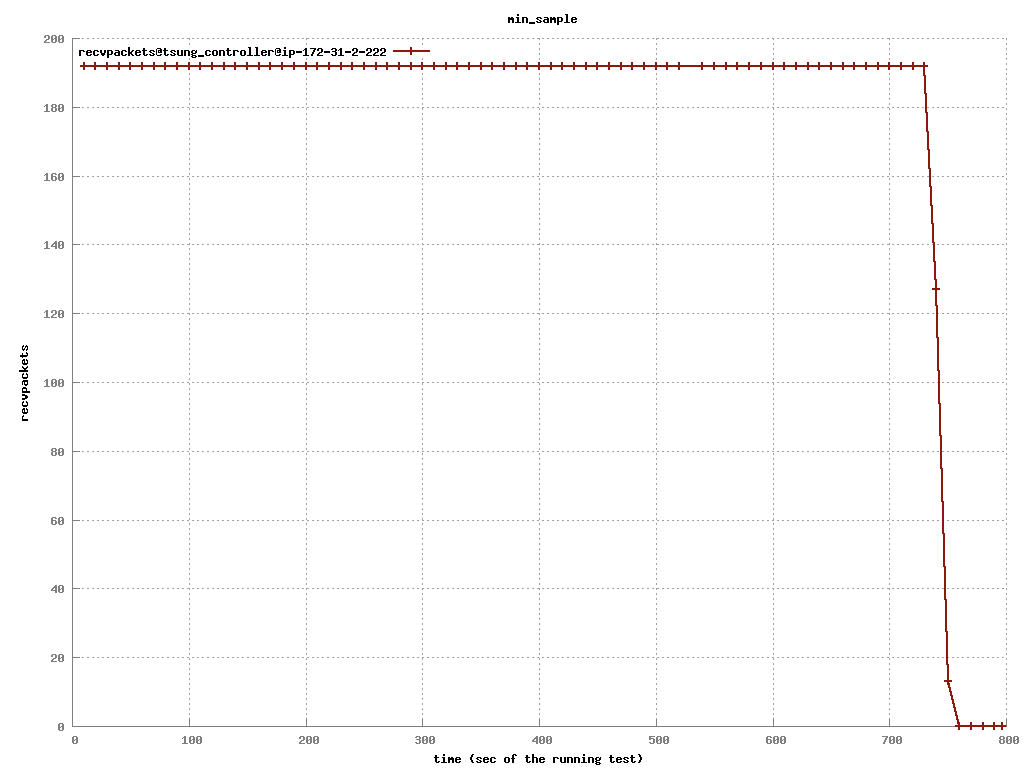 min_sample
recvpackets@tsung_controller@ip-172-31-2-222
200
180
160
140
120
100
80
60
40
20
0
recvpackets
0 100 200 300 400 500 600 700 800
time (sec of the running test)